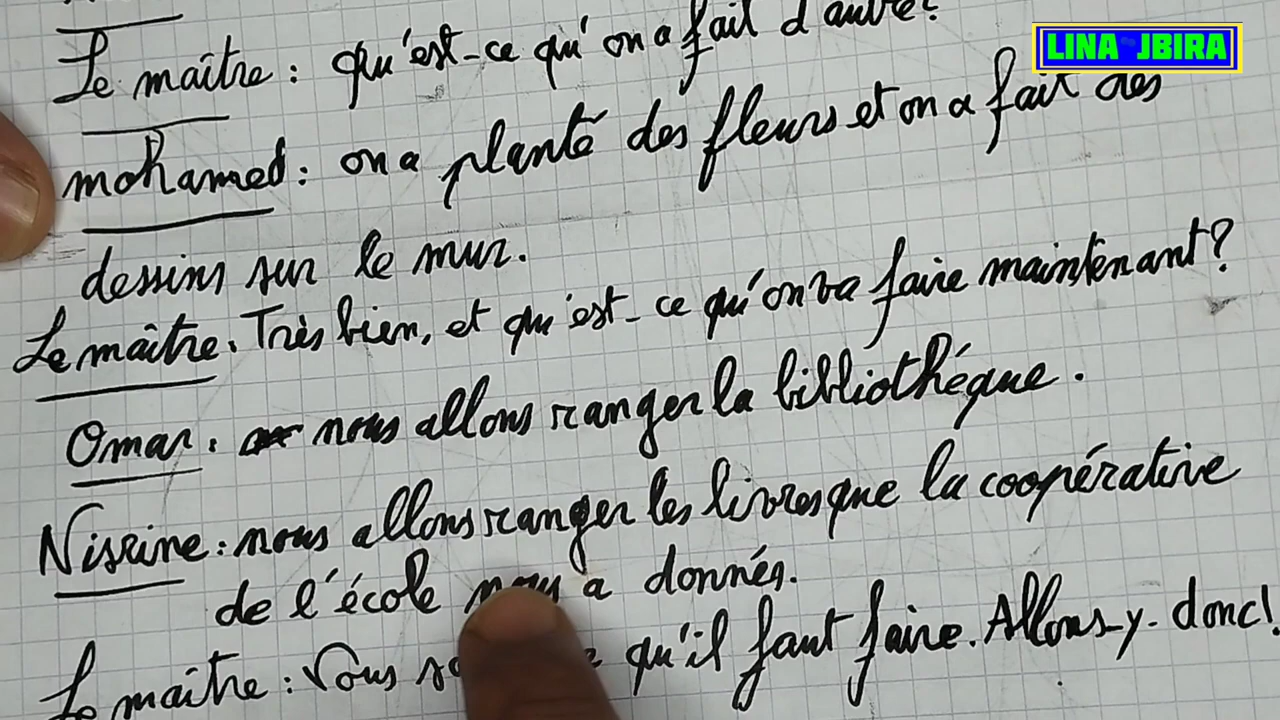 LINA JBIRA
Le maître : qu'est-ce qu'on a fait d'autre?
mohamed : on a planté des fleurs et on a fait des
dessins sur le mur.
Le maître. Très bien, et qu'est-ce qu'on va faire maintenant?
Omar : nous allons ranger la bibliothéque.
Nisrine : nous allons ranger les livres que la coopérative
de l'école nous a donnés.
Le maître : Vous qu'il faut faire. Allons-y- donc!